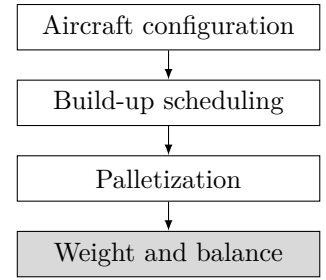 Aircraft configuration
Build-up scheduling
Palletization
Weight and balance